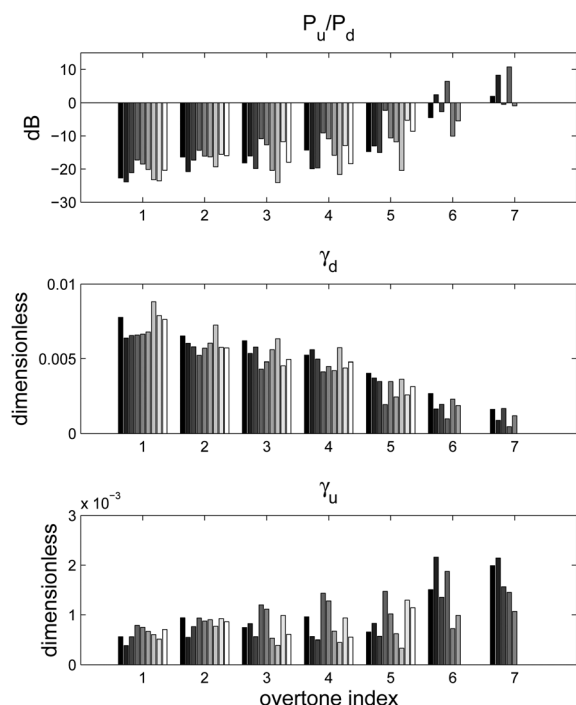 P_u/P_d
10
0
−10
−20
−30
dB
1 2 3 4 5 6 7
γ_d
0.01
0.005
0
dimensionless
1 2 3 4 5 6 7
γ_u
x 10^−3
3
2
1
0
dimensionless
1 2 3 4 5 6 7
overtone index